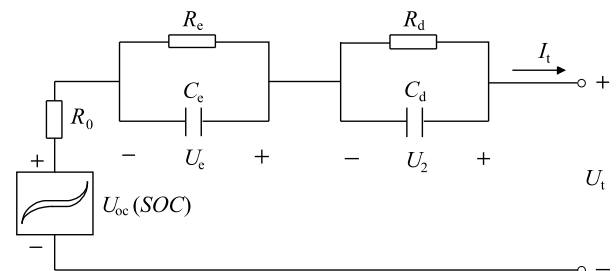 R_e R_d
I_t
C_e C_d
+
R_0
− U_e + − U_2 +
+
U_t
U_oc (SOC)
−
−